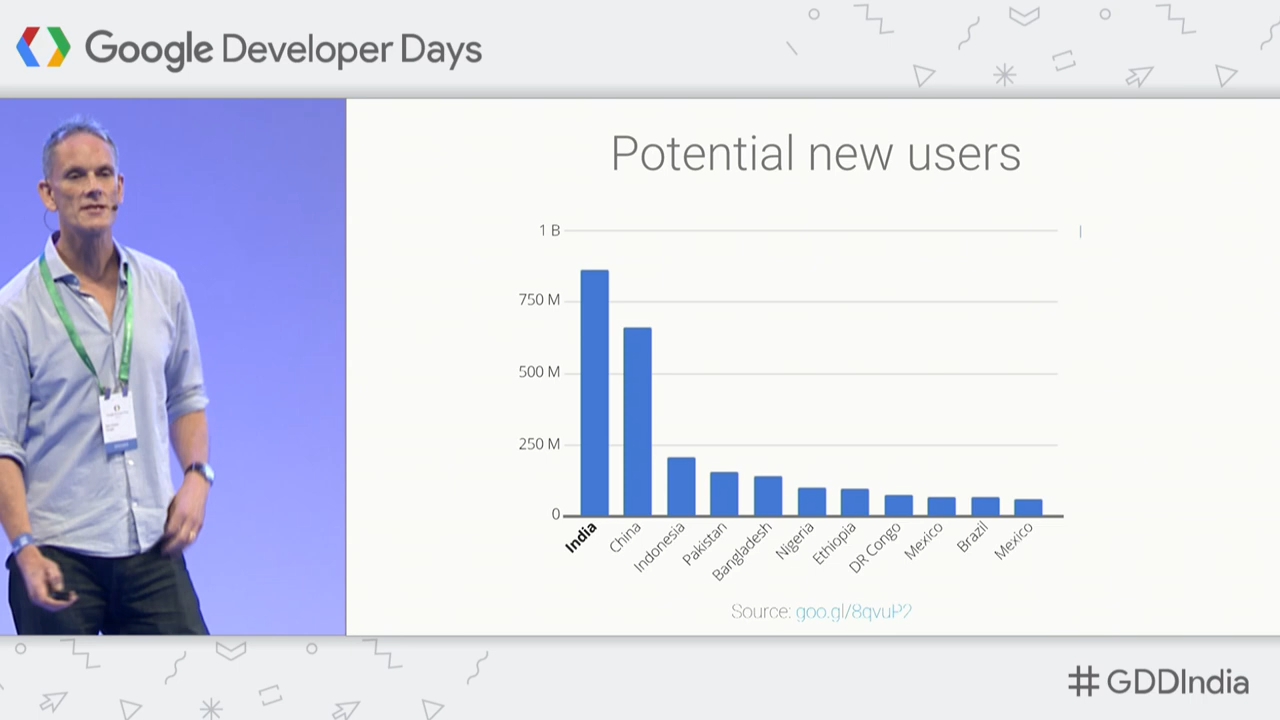 Google Developer Days
Potential new users
1 B
750 M
500 M
250 M
0
India
China
Indonesia
Pakistan
Bangladesh
Nigeria
Ethiopia
DR Congo
Mexico
Brazil
Mexico
Source: goo.gl/8qvuP2
#GDDIndia